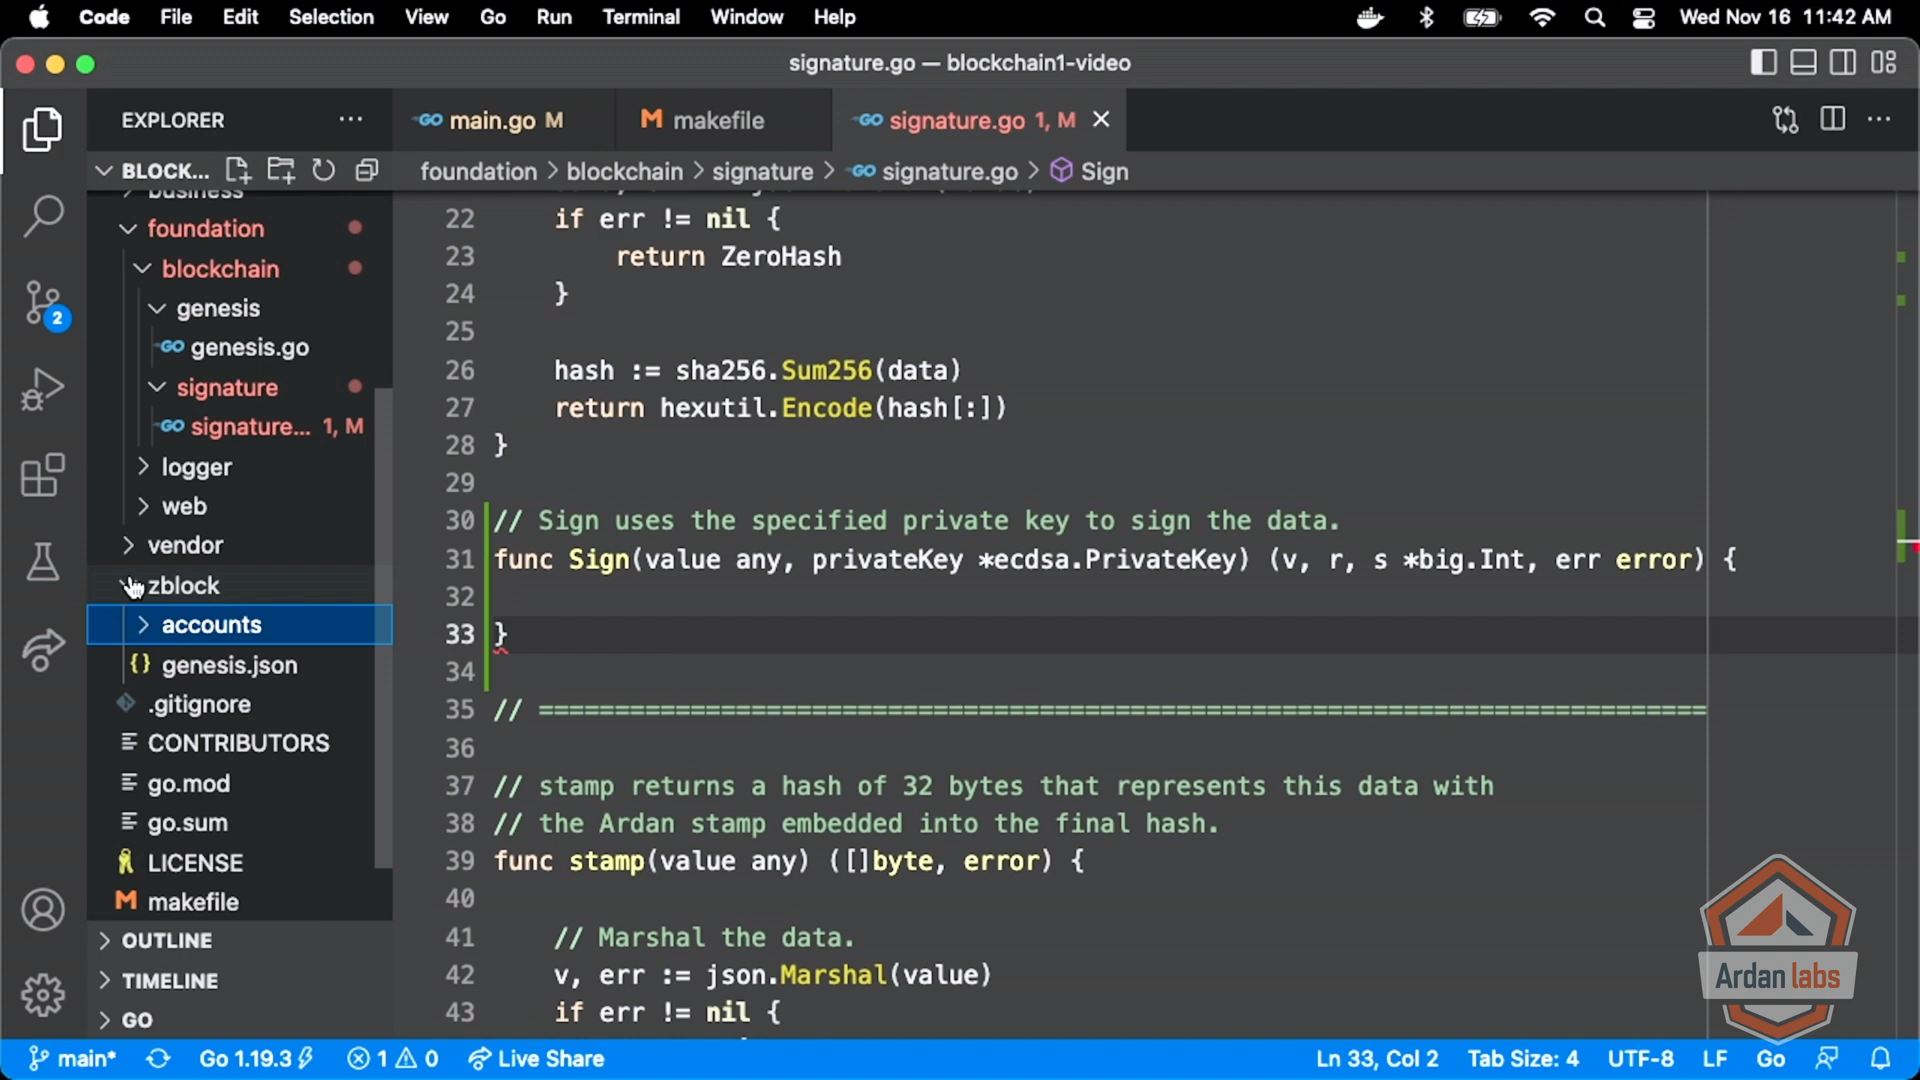 Code File Edit Selection View Go Run Terminal Window Help Wed Nov 16 11:42 AM
signature.go — blockchain1-video
EXPLORER ···
main.go M
makefile
signature.go 1, M
BLOCK...
foundation > blockchain > signature > signature.go > Sign
business
foundation
blockchain
genesis
genesis.go
signature
signature... 1, M
logger
web
vendor
zblock
accounts
genesis.json
.gitignore
CONTRIBUTORS
go.mod
go.sum
LICENSE
makefile
OUTLINE
TIMELINE
GO
2
22 if err != nil {
23 return ZeroHash
24 }
25
26 hash := sha256.Sum256(data)
27 return hexutil.Encode(hash[:])
28 }
29
30 // Sign uses the specified private key to sign the data.
31 func Sign(value any, privateKey *ecdsa.PrivateKey) (v, r, s *big.Int, err error) {
32
33 }
34
35 // =============================================================================
36
37 // stamp returns a hash of 32 bytes that represents this data with
38 // the Ardan stamp embedded into the final hash.
39 func stamp(value any) ([]byte, error) {
40
41 // Marshal the data.
42 v, err := json.Marshal(value)
43 if err != nil {
Ardan labs
main* Go 1.19.3 1 0 Live Share Ln 33, Col 2 Tab Size: 4 UTF-8 LF Go